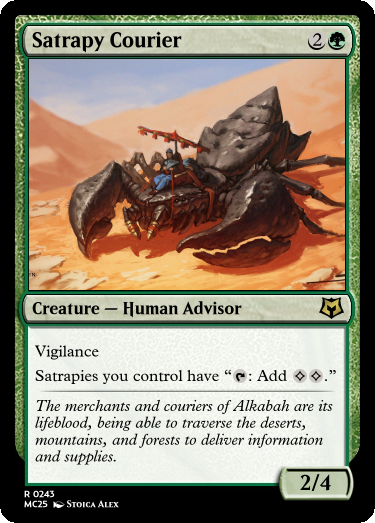 Satrapy Courier 2
Creature — Human Advisor
Vigilance
Satrapies you control have “T: Add CC.”
The merchants and couriers of Alkabah are its
lifeblood, being able to traverse the deserts,
mountains, and forests to deliver information
and supplies.
2/4
R 0243
MC25 Stoica Alex